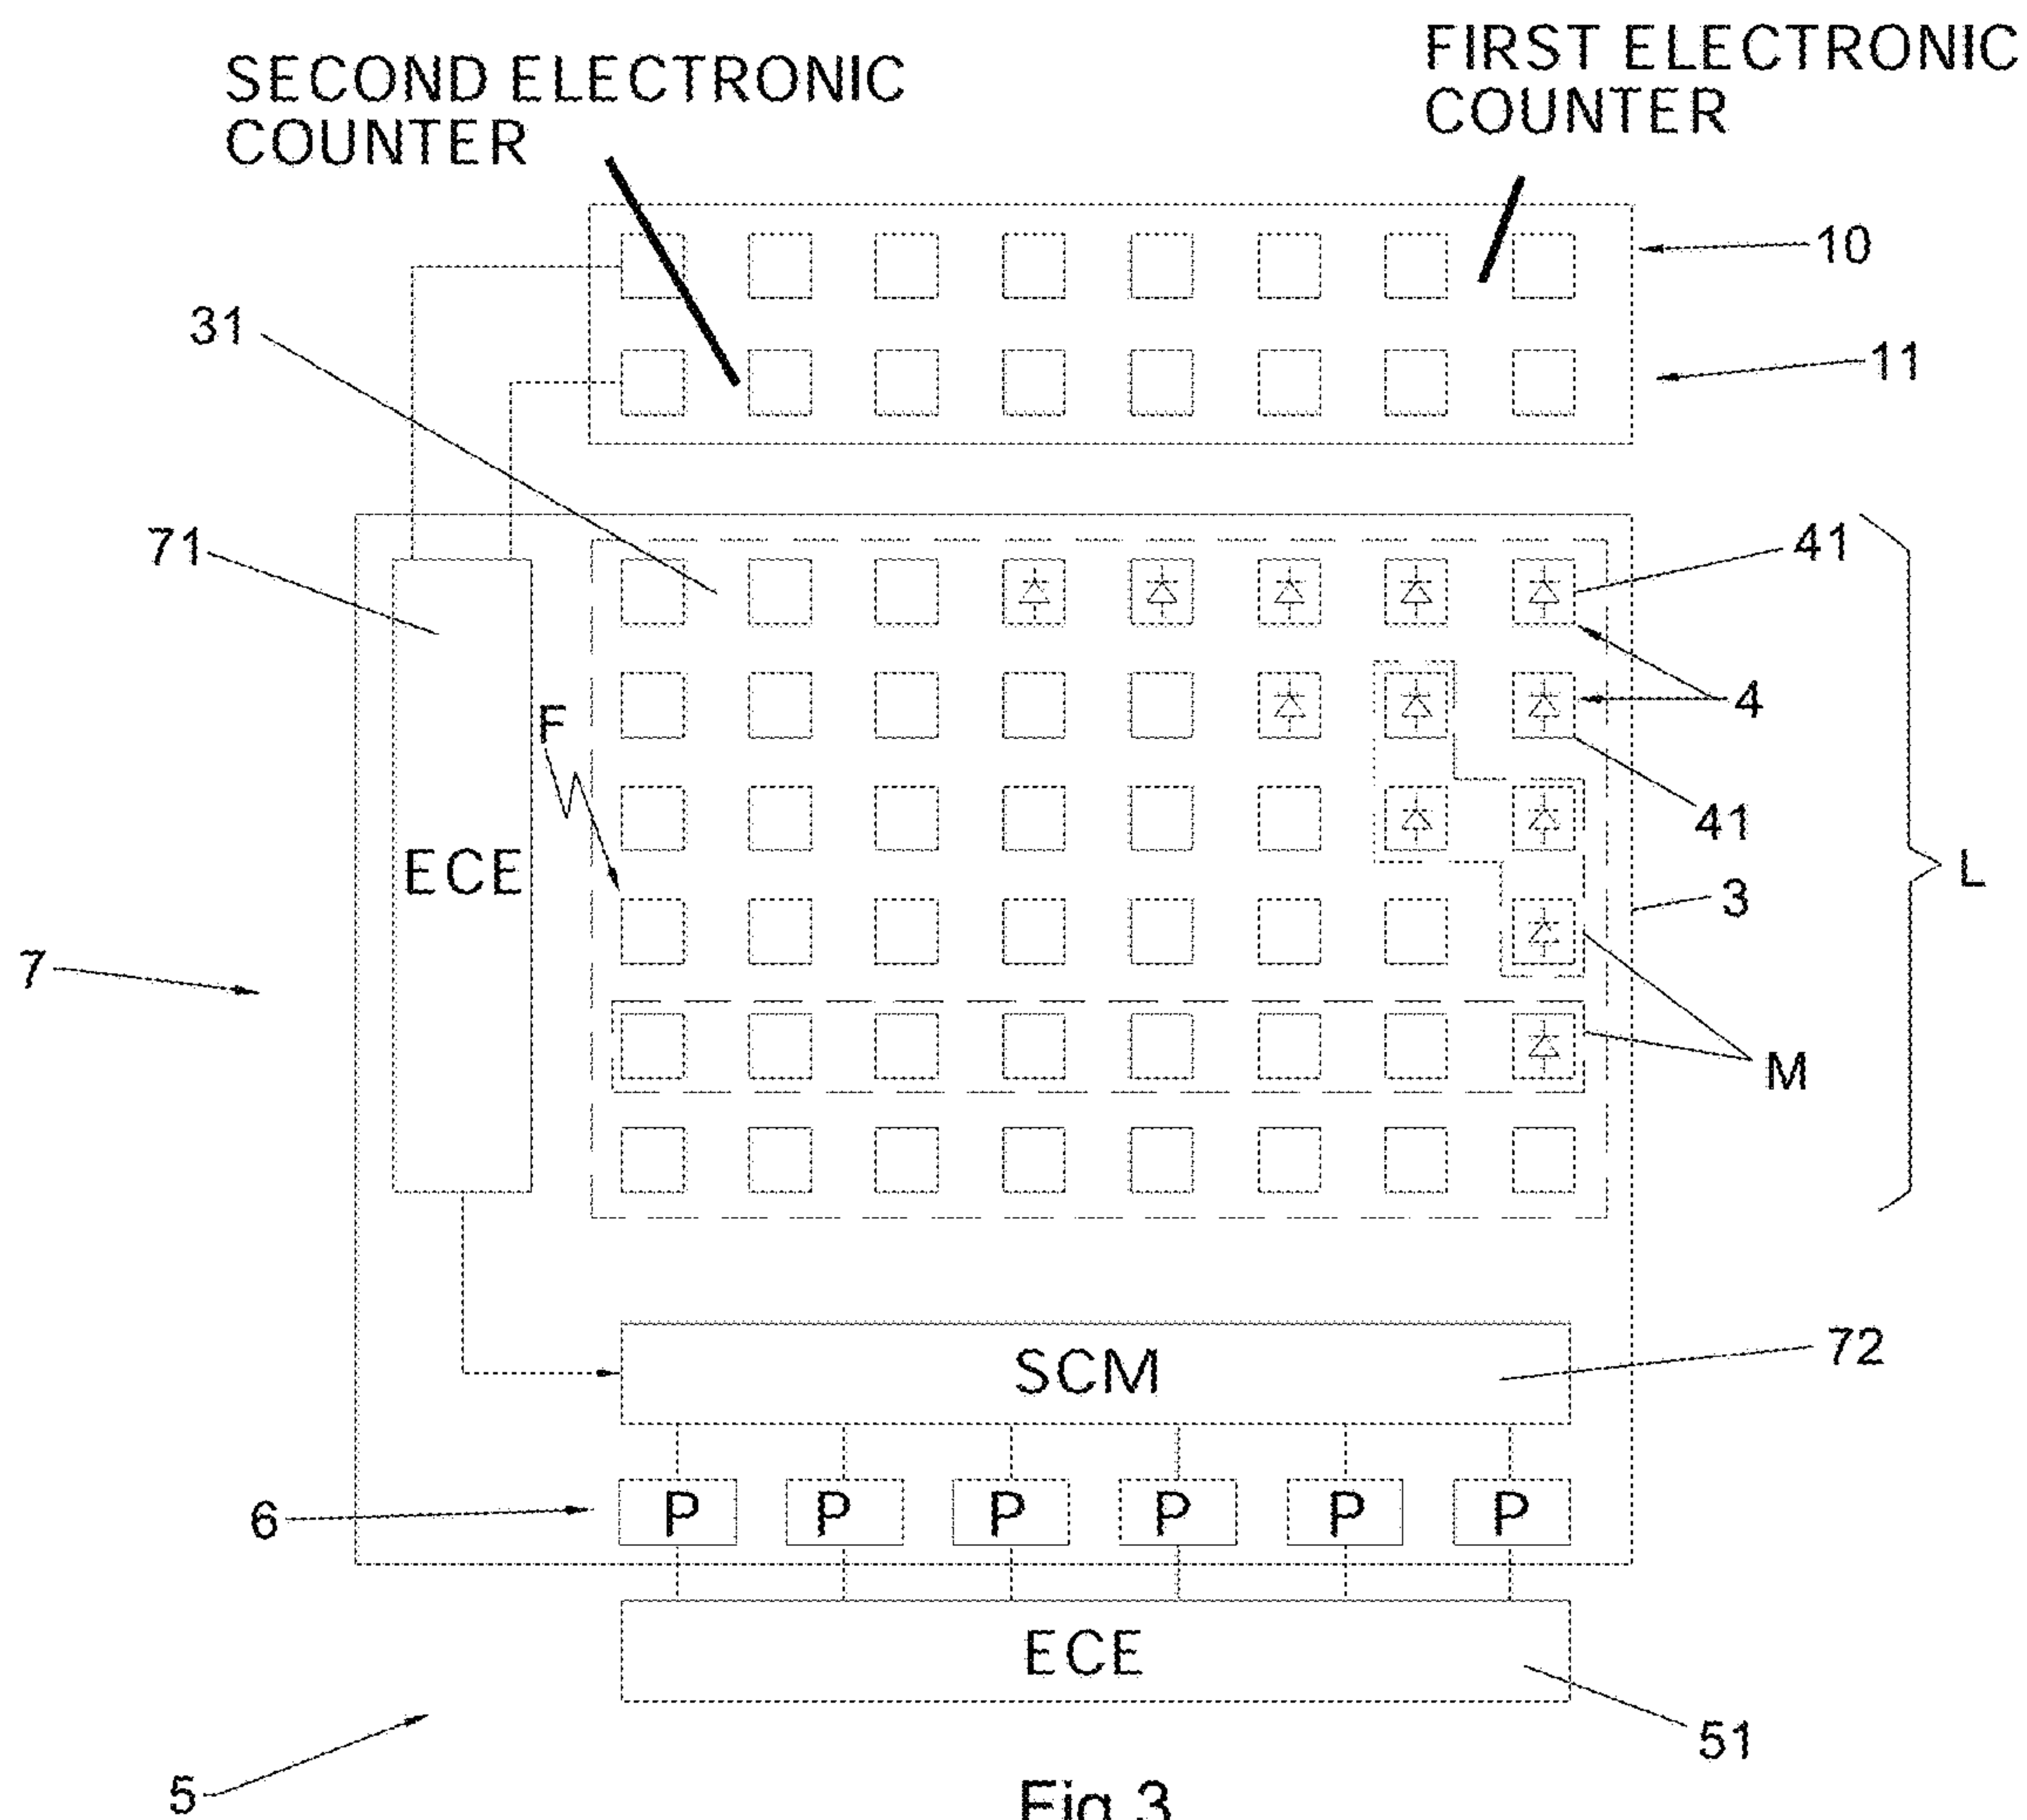 FIRST ELECTRONIC
COUNTER
SECOND ELECTRONIC
COUNTER
10
31
11
71
41
4
F
41
ECE
L
3
7
M
SCM
72
6
P P P P P P
ECE
51
5
Fig.3